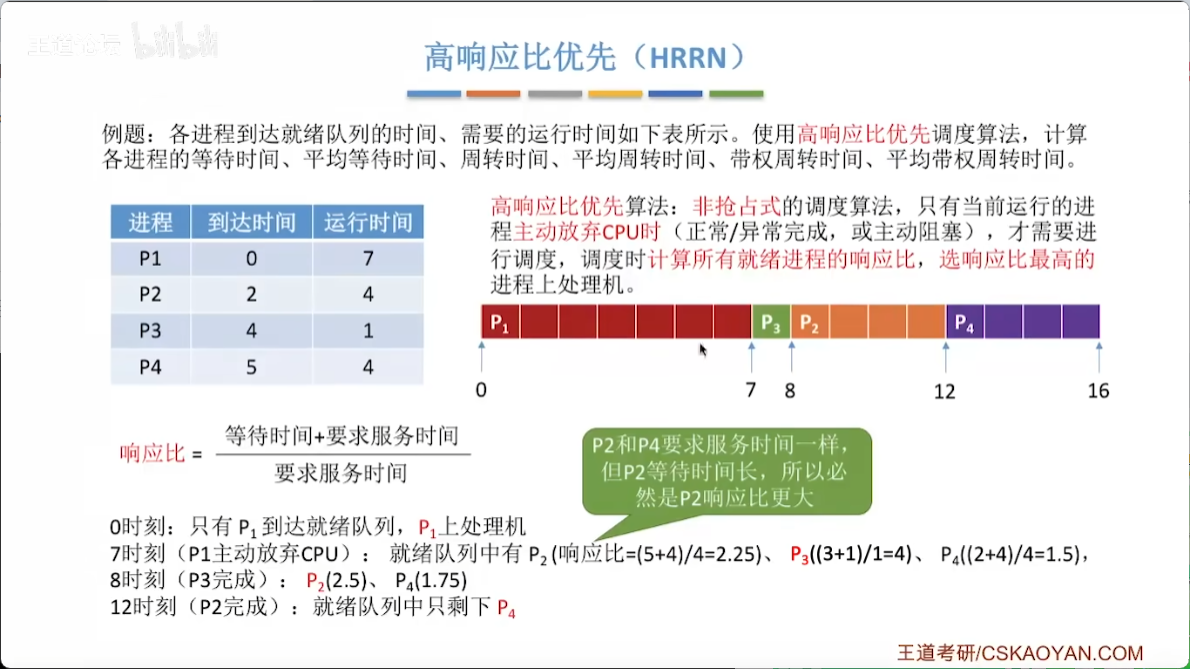 王道论坛 bilibili
高响应比优先（HRRN）
例题：各进程到达就绪队列的时间、需要的运行时间如下表所示。使用高响应比优先调度算法，计算
各进程的等待时间、平均等待时间、周转时间、平均周转时间、带权周转时间、平均带权周转时间。
进程 到达时间 运行时间
P1 0 7
P2 2 4
P3 4 1
P4 5 4
高响应比优先算法：非抢占式的调度算法，只有当前运行的进
程主动放弃CPU时（正常/异常完成，或主动阻塞），才需要进
行调度，调度时计算所有就绪进程的响应比，选响应比最高的
进程上处理机。
P1 P3 P2 P4
0 7 8 12 16
响应比 =
等待时间+要求服务时间
要求服务时间
P2和P4要求服务时间一样，
但P2等待时间长，所以必
然是P2响应比更大
0时刻：只有 P1 到达就绪队列，P1上处理机
7时刻（P1主动放弃CPU）：就绪队列中有 P2 (响应比=(5+4)/4=2.25)、 P3((3+1)/1=4)、 P4((2+4)/4=1.5)，
8时刻（P3完成）： P2(2.5)、 P4(1.75)
12时刻（P2完成）：就绪队列中只剩下 P4
王道考研/CSKAOYAN.COM